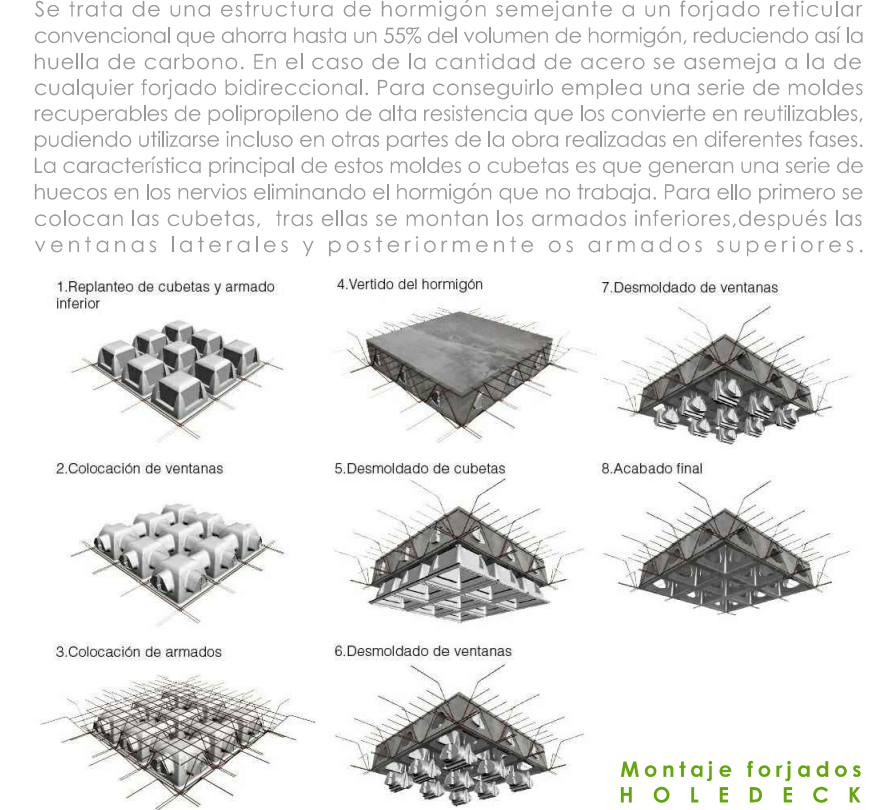 Se trata de una estructura de hormigón semejante a un forjado reticular
convencional que ahorra hasta un 55% del volumen de hormigón, reduciendo así la
huella de carbono. En el caso de la cantidad de acero se asemeja a la de
cualquier forjado bidireccional. Para conseguirlo emplea una serie de moldes
recuperables de polipropileno de alta resistencia que los convierte en reutilizables,
pudiendo utilizarse incluso en otras partes de la obra realizadas en diferentes fases.
La característica principal de estos moldes o cubetas es que generan una serie de
huecos en los nervios eliminando el hormigón que no trabaja. Para ello primero se
colocan las cubetas, tras ellas se montan los armados inferiores,después las
ventanas laterales y posteriormente os armados superiores.
1.Replanteo de cubetas y armado
inferior
4.Vertido del hormigón
7.Desmoldado de ventanas
2.Colocación de ventanas
5.Desmoldado de cubetas
8.Acabado final
3.Colocación de armados
6.Desmoldado de ventanas
Montaje forjados
HOLEDECK